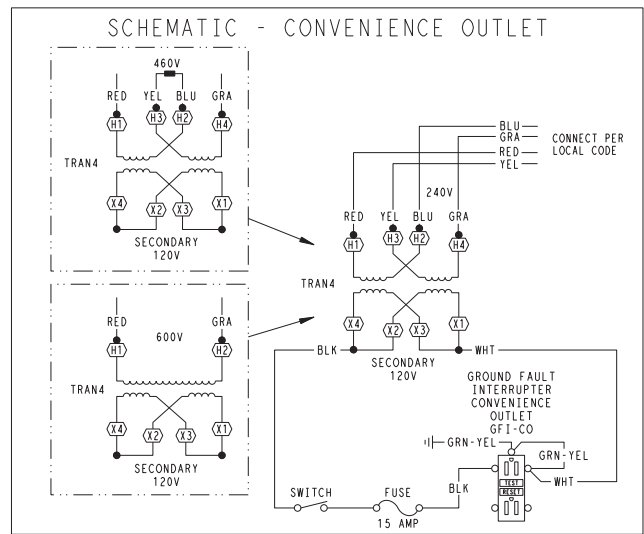 SCHEMATIC - CONVENIENCE OUTLET
460V
RED YEL BLU GRA
H1 H3 H2 H4
TRAN4
X4 X2 X3 X1
SECONDARY
120V
600V
RED GRA
H1 H2
TRAN4
X4 X2 X3 X1
SECONDARY
120V
BLU
GRA
RED
YEL
CONNECT PER
LOCAL CODE
240V
RED YEL BLU GRA
H1 H3 H2 H4
TRAN4
X4 X2 X3 X1
BLK
SECONDARY
120V
WHT
GROUND FAULT
INTERRUPTER
CONVENIENCE
OUTLET
GFI-CO
GRN-YEL
GRN-YEL
WHT
TEST
RESET
BLK
SWITCH
FUSE
15 AMP